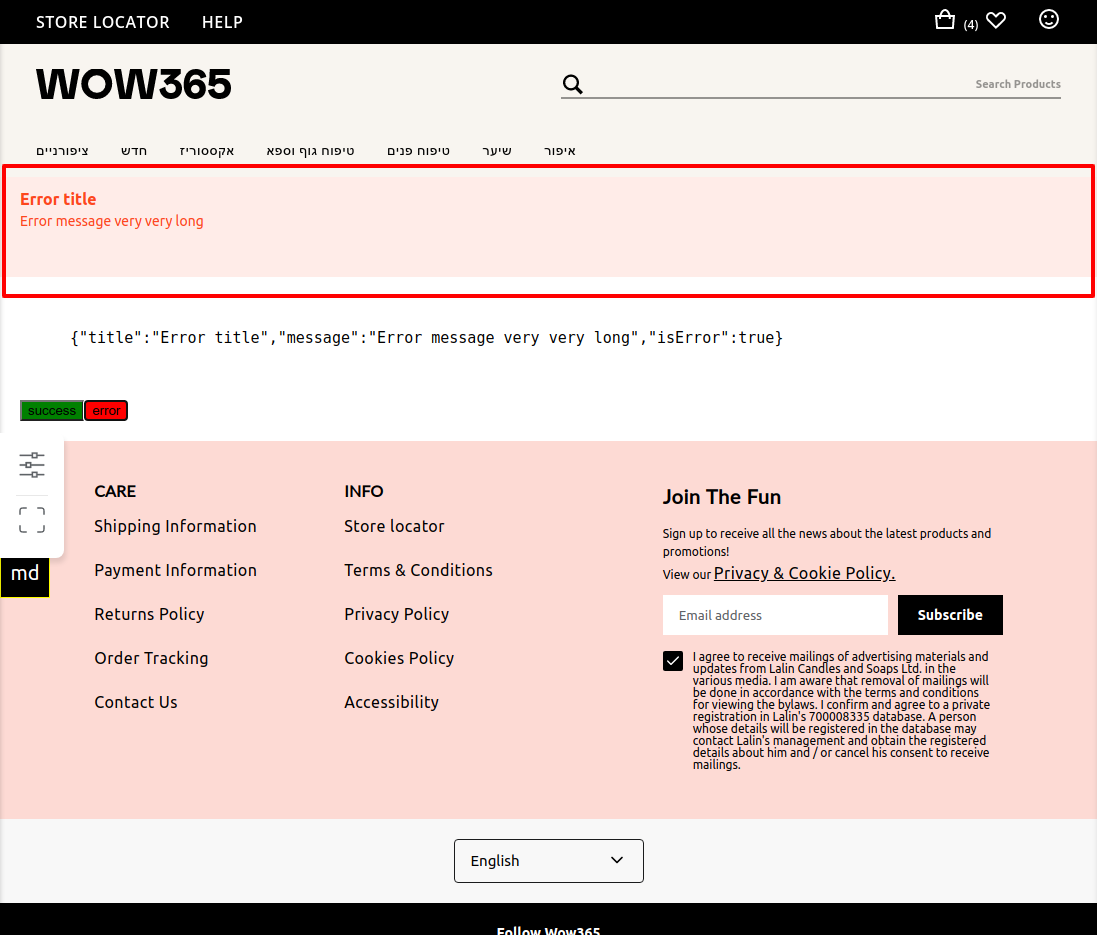 STORE LOCATOR HELP (4)
WOW365 Search Products
ציפורניים חדש אקססוריז טיפוח גוף וספא טיפוח פנים שיער איפור
Error title
Error message very very long
{"title":"Error title","message":"Error message very very long","isError":true}
success error
md
CARE
Shipping Information
Payment Information
Returns Policy
Order Tracking
Contact Us
INFO
Store locator
Terms & Conditions
Privacy Policy
Cookies Policy
Accessibility
Join The Fun
Sign up to receive all the news about the latest products and
promotions!
View our Privacy & Cookie Policy.
Email address Subscribe
I agree to receive mailings of advertising materials and
updates from Lalin Candles and Soaps Ltd. in the
various media. I am aware that removal of mailings will
be done in accordance with the terms and conditions
for viewing the bylaws. I confirm and agree to a private
registration in Lalin's 700008335 database. A person
whose details will be registered in the database may
contact Lalin's management and obtain the registered
details about him and / or cancel his consent to receive
mailings.
English
Follow Wow365